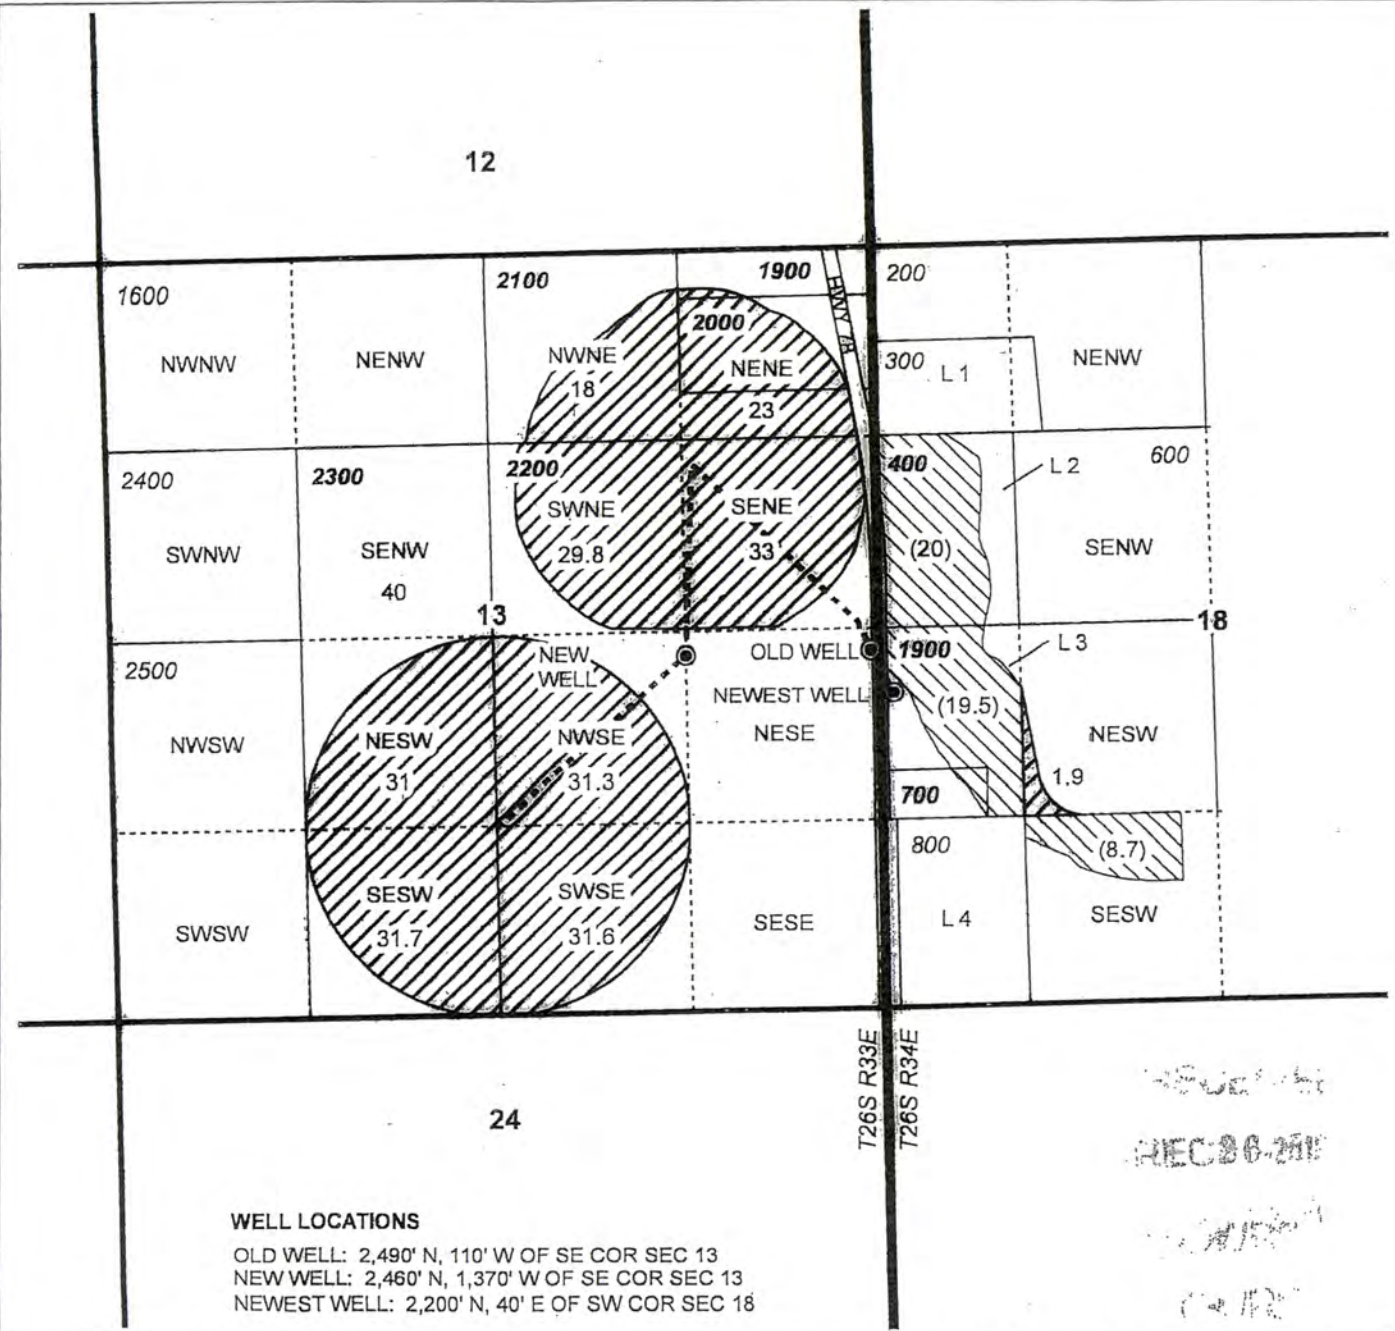 12
1600
2100
1900
200
HWY 78
2000
NWNW
NENW
NWNE
18
NENE
23
300
L 1
NENW
2400
2300
2200
400
L 2
600
SWNW
SENW
40
SWNE
29.8
SENE
33
(20)
SENW
13
18
2500
NEW
WELL
OLD WELL
1900
L 3
NEWEST WELL
(19.5)
NWSW
NESW
31
NWSE
31.3
NESE
NESW
1.9
700
800
(8.7)
SWSW
SESW
31.7
SWSE
31.6
SESE
L 4
SESW
T26S R33E
T26S R34E
24
WELL LOCATIONS
OLD WELL: 2,490' N, 110' W OF SE COR SEC 13
NEW WELL: 2,460' N, 1,370' W OF SE COR SEC 13
NEWEST WELL: 2,200' N, 40' E OF SW COR SEC 18